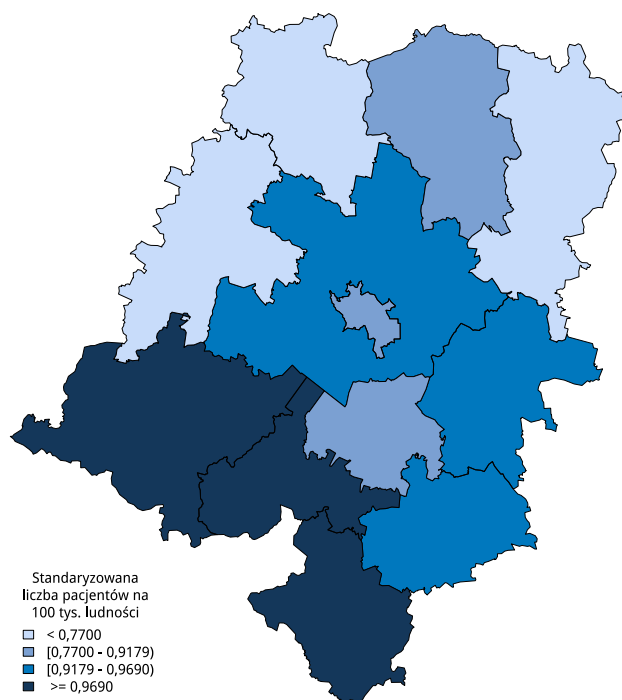 Standaryzowana
liczba pacjentów na
100 tys. ludności
< 0,7700
[0,7700 - 0,9179)
[0,9179 - 0,9690)
>= 0,9690